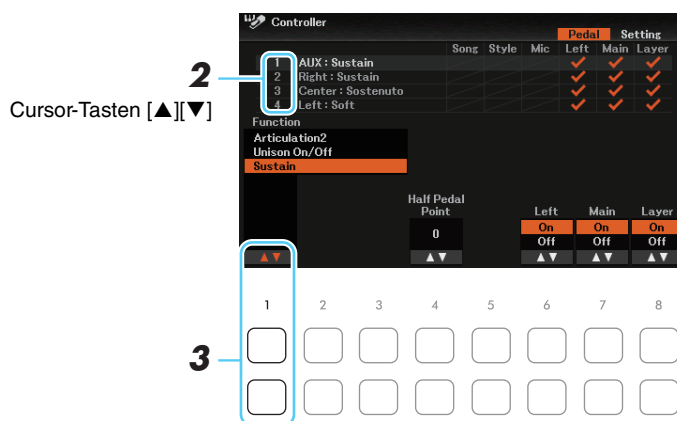 Controller
Pedal Setting
Song Style Mic Left Main Layer
2
1 AUX : Sustain
2 Right : Sustain
3 Center : Sostenuto
4 Left : Soft
Cursor-Tasten [▲][▼]
Function
Articulation2
Unison On/Off
Sustain
Half Pedal
Point
Left Main Layer
0
On On On
Off Off Off
▲▼ ▲▼ ▲▼ ▲▼ ▲▼
1 2 3 4 5 6 7 8
3